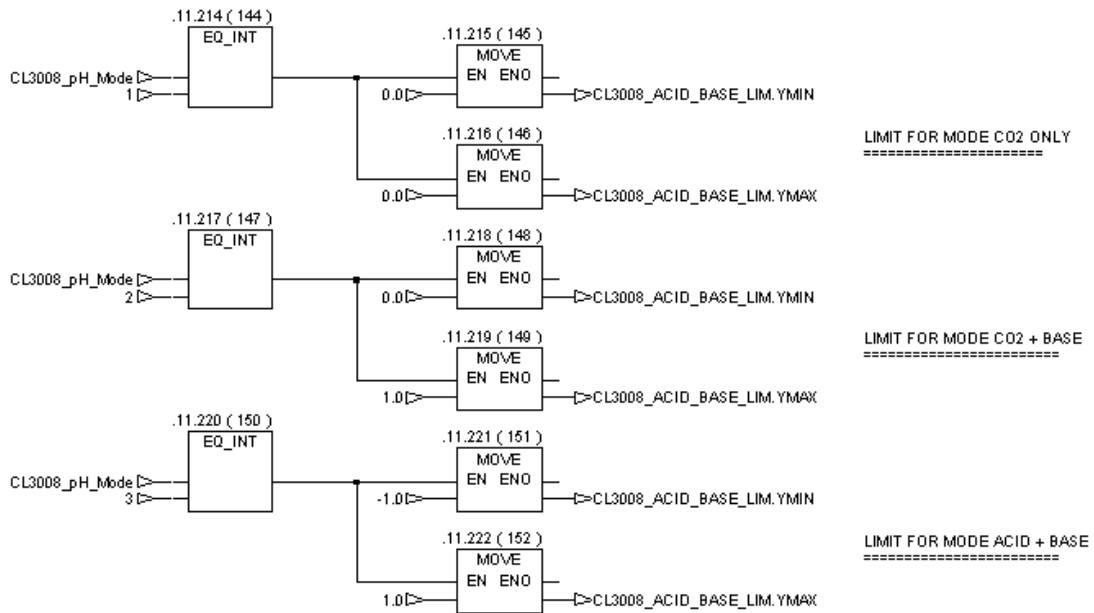 .11.214 ( 144 )
EQ_INT
CL3008_pH_Mode
1
.11.215 ( 145 )
MOVE
EN ENO
0.0
CL3008_ACID_BASE_LIM.YMIN
.11.216 ( 146 )
MOVE
EN ENO
0.0
CL3008_ACID_BASE_LIM.YMAX
LIMIT FOR MODE CO2 ONLY
======================
.11.217 ( 147 )
EQ_INT
CL3008_pH_Mode
2
.11.218 ( 148 )
MOVE
EN ENO
0.0
CL3008_ACID_BASE_LIM.YMIN
.11.219 ( 149 )
MOVE
EN ENO
1.0
CL3008_ACID_BASE_LIM.YMAX
LIMIT FOR MODE CO2 + BASE
========================
.11.220 ( 150 )
EQ_INT
CL3008_pH_Mode
3
.11.221 ( 151 )
MOVE
EN ENO
-1.0
CL3008_ACID_BASE_LIM.YMIN
.11.222 ( 152 )
MOVE
EN ENO
1.0
CL3008_ACID_BASE_LIM.YMAX
LIMIT FOR MODE ACID + BASE
========================